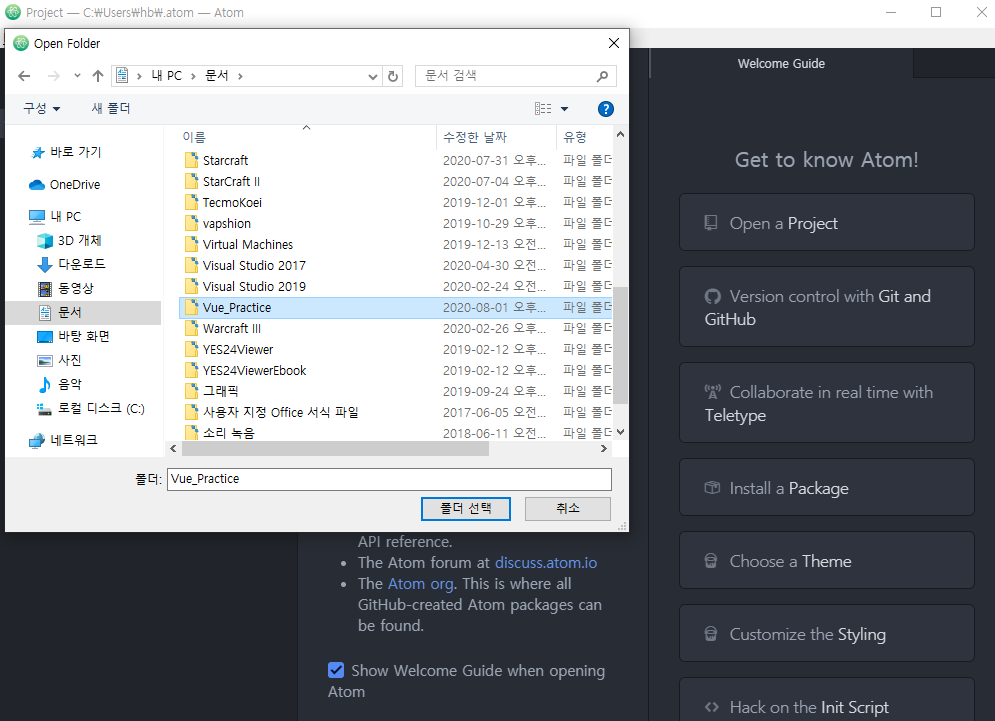 Project — C:₩Users₩hb₩.atom — Atom
Open Folder
내 PC > 문서 >
문서 검색
구성
새 폴더
바로 가기
OneDrive
내 PC
3D 개체
다운로드
동영상
문서
바탕 화면
사진
음악
로컬 디스크 (C:)
네트워크
이름 수정한 날짜 유형
Starcraft 2020-07-31 오후... 파일 폴더
StarCraft II 2020-07-04 오후... 파일 폴더
TecmoKoei 2019-12-01 오후... 파일 폴더
vapshion 2019-10-29 오후... 파일 폴더
Virtual Machines 2019-12-13 오전... 파일 폴더
Visual Studio 2017 2020-04-30 오전... 파일 폴더
Visual Studio 2019 2020-02-24 오전... 파일 폴더
Vue_Practice 2020-08-01 오후... 파일 폴더
Warcraft III 2020-02-26 오후... 파일 폴더
YES24Viewer 2019-02-12 오후... 파일 폴더
YES24ViewerEbook 2019-02-12 오후... 파일 폴더
그래픽 2019-09-24 오후... 파일 폴더
사용자 지정 Office 서식 파일 2017-06-05 오전... 파일 폴더
소리 녹음 2018-06-11 오전... 파일 폴더
폴더: Vue_Practice
폴더 선택
취소
API reference.
• The Atom forum at discuss.atom.io
• The Atom org. This is where all
GitHub-created Atom packages can
be found.
Show Welcome Guide when opening
Atom
Welcome Guide
Get to know Atom!
Open a Project
Version control with Git and
GitHub
Collaborate in real time with
Teletype
Install a Package
Choose a Theme
Customize the Styling
Hack on the Init Script